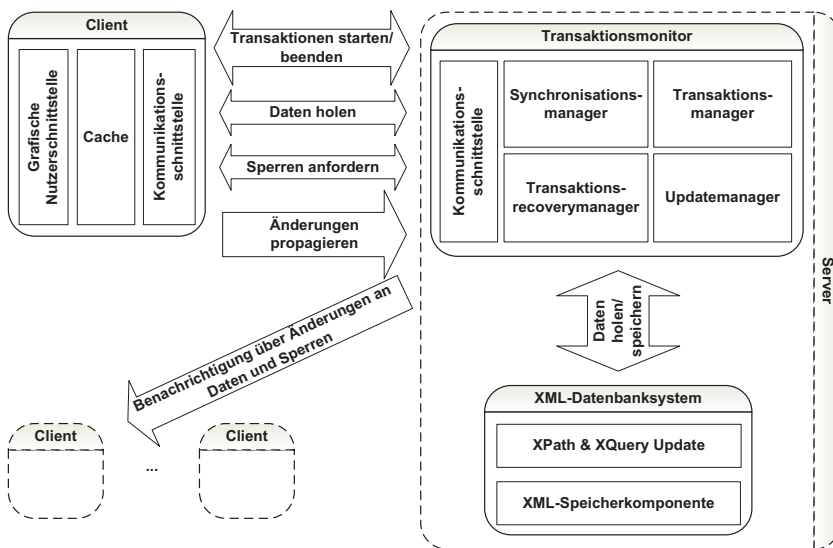 Client
Grafische
Nutzerschnittstelle
Cache
Kommunikations-
schnittstelle
Transaktionen starten/
beenden
Daten holen
Sperren anfordern
Änderungen
propagieren
Benachrichtigung über Änderungen an
Daten und Sperren
Transaktionsmonitor
Kommunikations-
schnittstelle
Synchronisations-
manager
Transaktions-
manager
Transaktions-
recoverymanager
Updatemanager
Server
Daten
holen/
speichern
XML-Datenbanksystem
XPath & XQuery Update
XML-Speicherkomponente
Client
...
Client